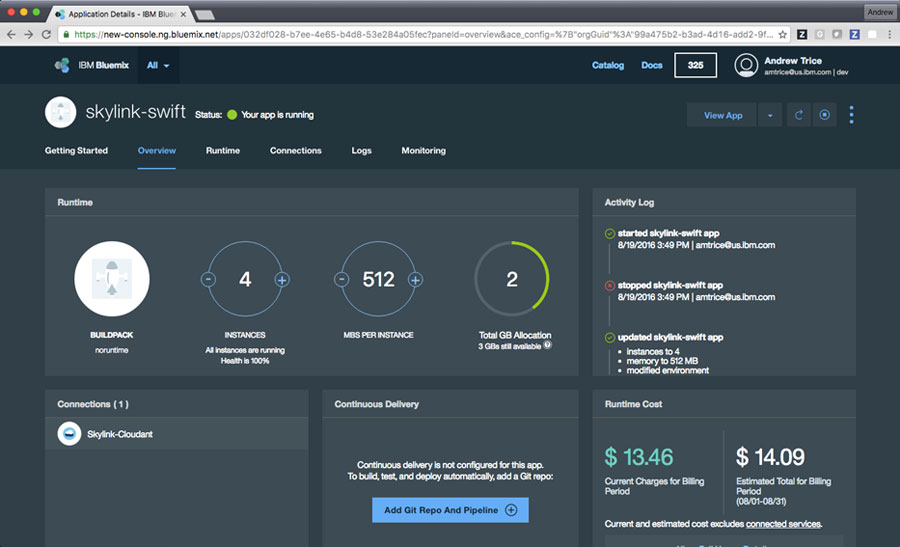 Application Details - IBM Blue
Andrew
https://new-console.ng.bluemix.net/apps/032df028-b7ee-4e65-b4d8-53e284a05fec?paneId=overview&ace_config=%7B"orgGuid"%3A"99a475b2-b3ad-4d16-add2-9f...
IBM Bluemix
All
Catalog
Docs
325
Andrew Trice
amtrice@us.ibm.com | dev
skylink-swift
Status: Your app is running
View App
Getting Started
Overview
Runtime
Connections
Logs
Monitoring
Runtime
BUILDPACK
noruntime
- 4 +
INSTANCES
All instances are running
Health is 100%
- 512 +
MBS PER INSTANCE
2
Total GB Allocation
3 GBs still available ?
Activity Log
started skylink-swift app
8/19/2016 3:49 PM | amtrice@us.ibm.com
stopped skylink-swift app
8/19/2016 3:49 PM | amtrice@us.ibm.com
updated skylink-swift app
• instances to 4
• memory to 512 MB
• modified environment
Connections ( 1 )
Skylink-Cloudant
Continuous Delivery
Continuous delivery is not configured for this app.
To build, test, and deploy automatically, add a Git repo:
Add Git Repo And Pipeline
Runtime Cost
$ 13.46
Current Charges for Billing
Period
$ 14.09
Estimated Total for Billing
Period
(08/01-08/31)
Current and estimated cost excludes connected services.